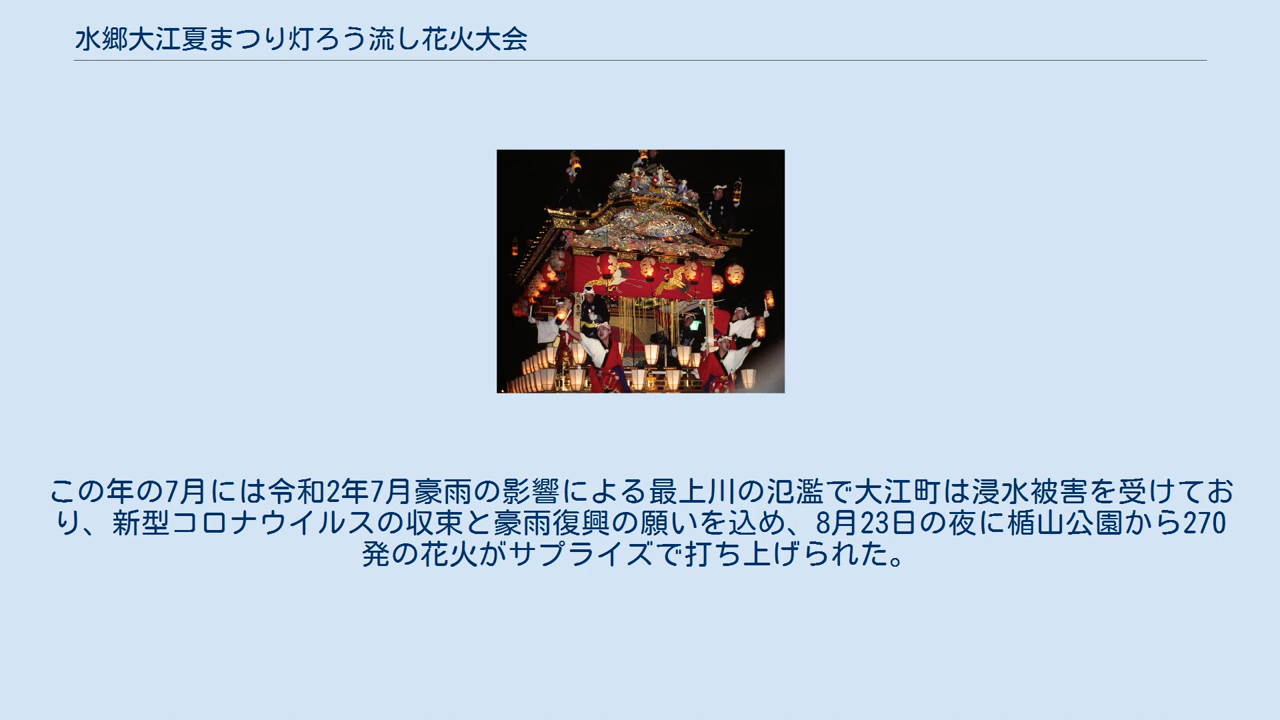 水郷大江夏まつり灯ろう流し花火大会
この年の7月には令和2年7月豪雨の影響による最上川の氾濫で大江町は浸水被害を受けてお
り、新型コロナウイルスの収束と豪雨復興の願いを込め、8月23日の夜に楯山公園から270
発の花火がサプライズで打ち上げられた。